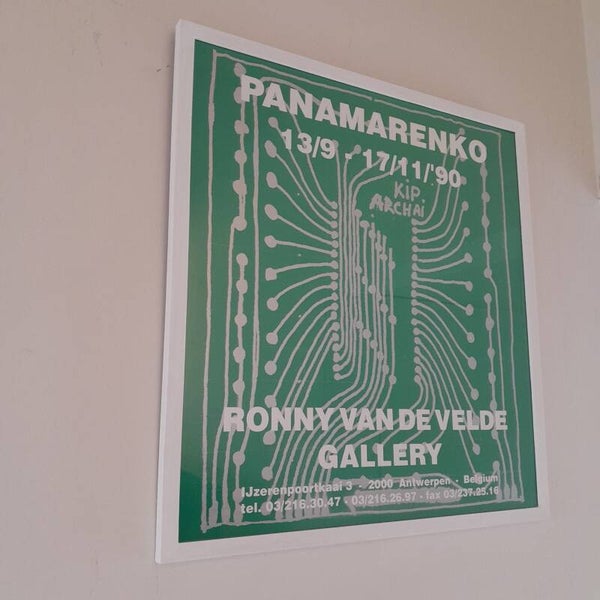 PANAMARENKO
13/9 - 17/11/'90
KIP
ARCHAI
RONNY VAN DE VELDE
GALLERY
IJzerenpoortkaai 3 - 2000 Antwerpen - Belgium
tel. 03/216.30.47 - 03/216.26.97 - fax 03/237.25.16